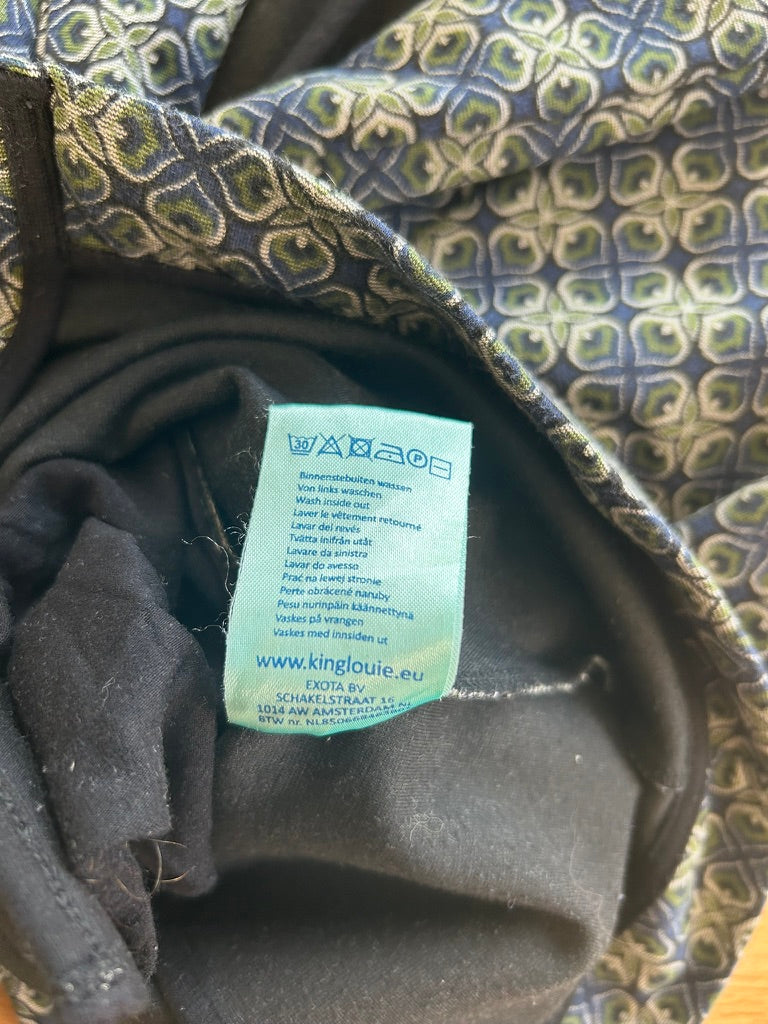 30
P
Binnenstebuiten wassen
Von links waschen
Wash inside out
Laver le vêtement retourné
Lavar del revés
Tvätta inifrån utåt
Lavare da sinistra
Lavar do avesso
Prać na lewej stronie
Perte obrácené naruby
Pesu nurinpäin käännettynä
Vaskes på vrangen
Vaskes med innsiden ut
www.kinglouie.eu
EXOTA BV
SCHAKELSTRAAT 16
1014 AW AMSTERDAM NL
BTW nr.